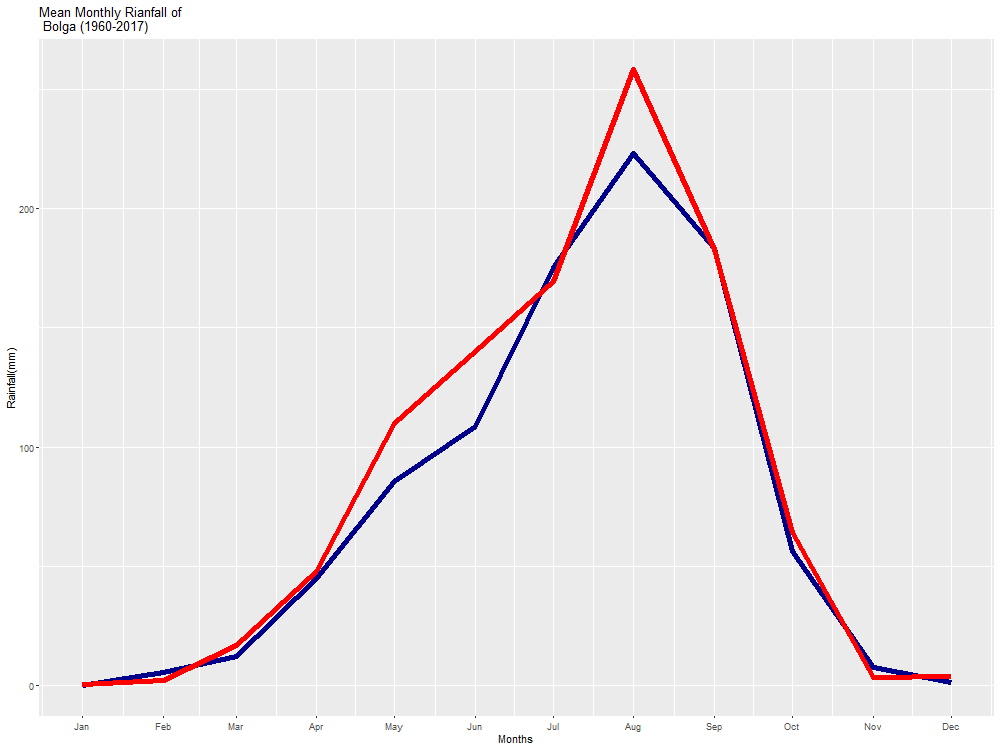 Mean Monthly Rianfall of
Bolga (1960-2017)
Rainfall(mm)
200
100
0
Jan Feb Mar Apr May Jun Jul Aug Sep Oct Nov Dec
Months